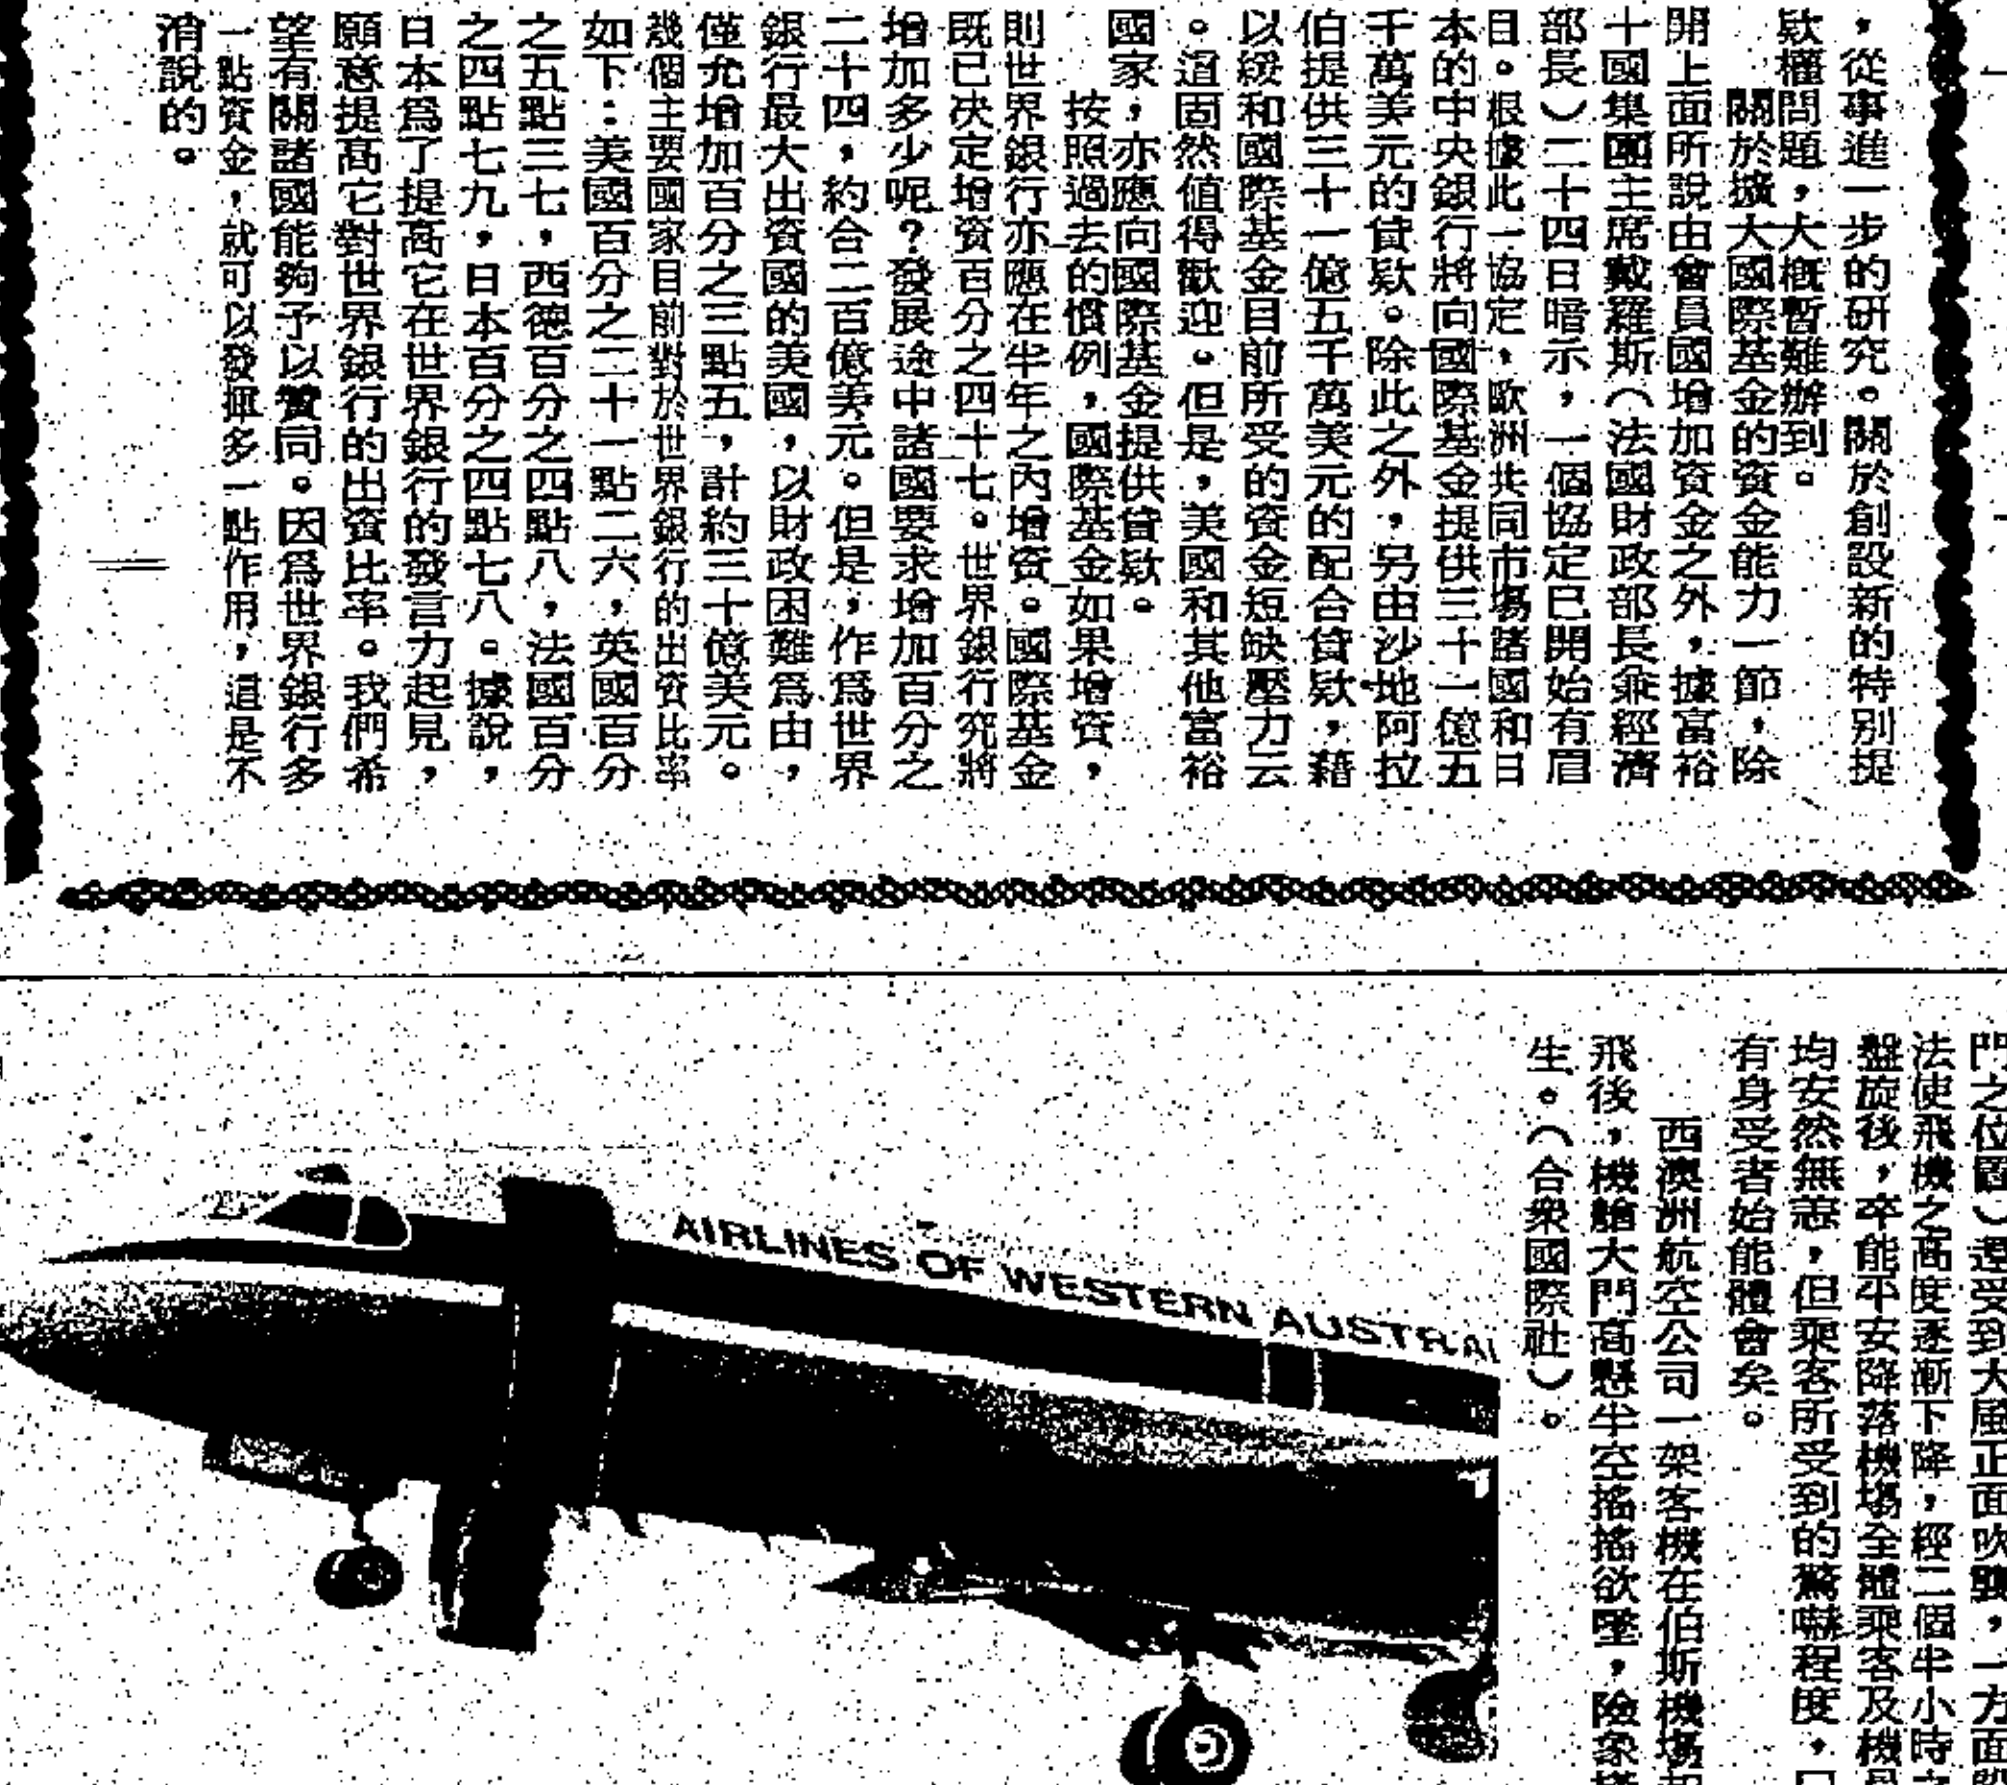 ，從事進一步的研究。關於創設新的特別提
欵權問題，大概暫難辦到。
關於擴大國際基金的資金能力一節，除
開上面所說由會員國增加資金之外，據富裕
十國集團主席戴羅斯（法國財政部長兼經濟
部長）二十四日暗示，一個協定已開始有眉
目。根據此一協定，歐洲共同市場諸國和日
本的中央銀行將向國際基金提供三十一億五
千萬美元的貸欵。除此之外，另由沙地阿拉
伯提供三十一億五千萬美元的配合貸欵，藉
以緩和國際基金目前所受的資金短缺壓力云
。這固然值得歡迎。但是，美國和其他富裕
國家，亦應向國際基金提供貸欵。
按照過去的慣例，國際基金如果增資，
則世界銀行亦應在半年之內增資。國際基金
既已决定增資百分之四十七。世界銀行究將
增加多少呢？發展途中諸國要求增加百分之
二十四，約合二百億美元。但是，作爲世界
銀行最大出資國的美國，以財政困難爲由，
僅允增加百分之三點五，計約三十億美元。
幾個主要國家目前對於世界銀行的出資比率
如下：美國百分之二十一點二六，英國百分
之五點三七，西德百分之四點八，法國百分
之四點七九，日本百分之四點七八。據說，
日本爲了提高它在世界銀行的發言力起見，
願意提高它對世界銀行的出資比率。我們希
望有關諸國能夠予以贊同。因爲世界銀行多
一點資金，就可以發揮多一點作用，這是不
消說的。
門之位置）還受到大風正面吹襲，一方面
法使飛機之高度逐漸下降，經二個半小時
盤旋後，卒能平安降落機場全體乘客及機
均安然無恙，但乘客所受到的驚嚇程度，
有身受者始能體會矣。
西澳洲航空公司一架客機在伯斯機場起
飛後，機艙大門高懸半空搖搖欲墜，險象
生。（合衆國際社）。
AIRLINES OF WESTERN AUSTRAI